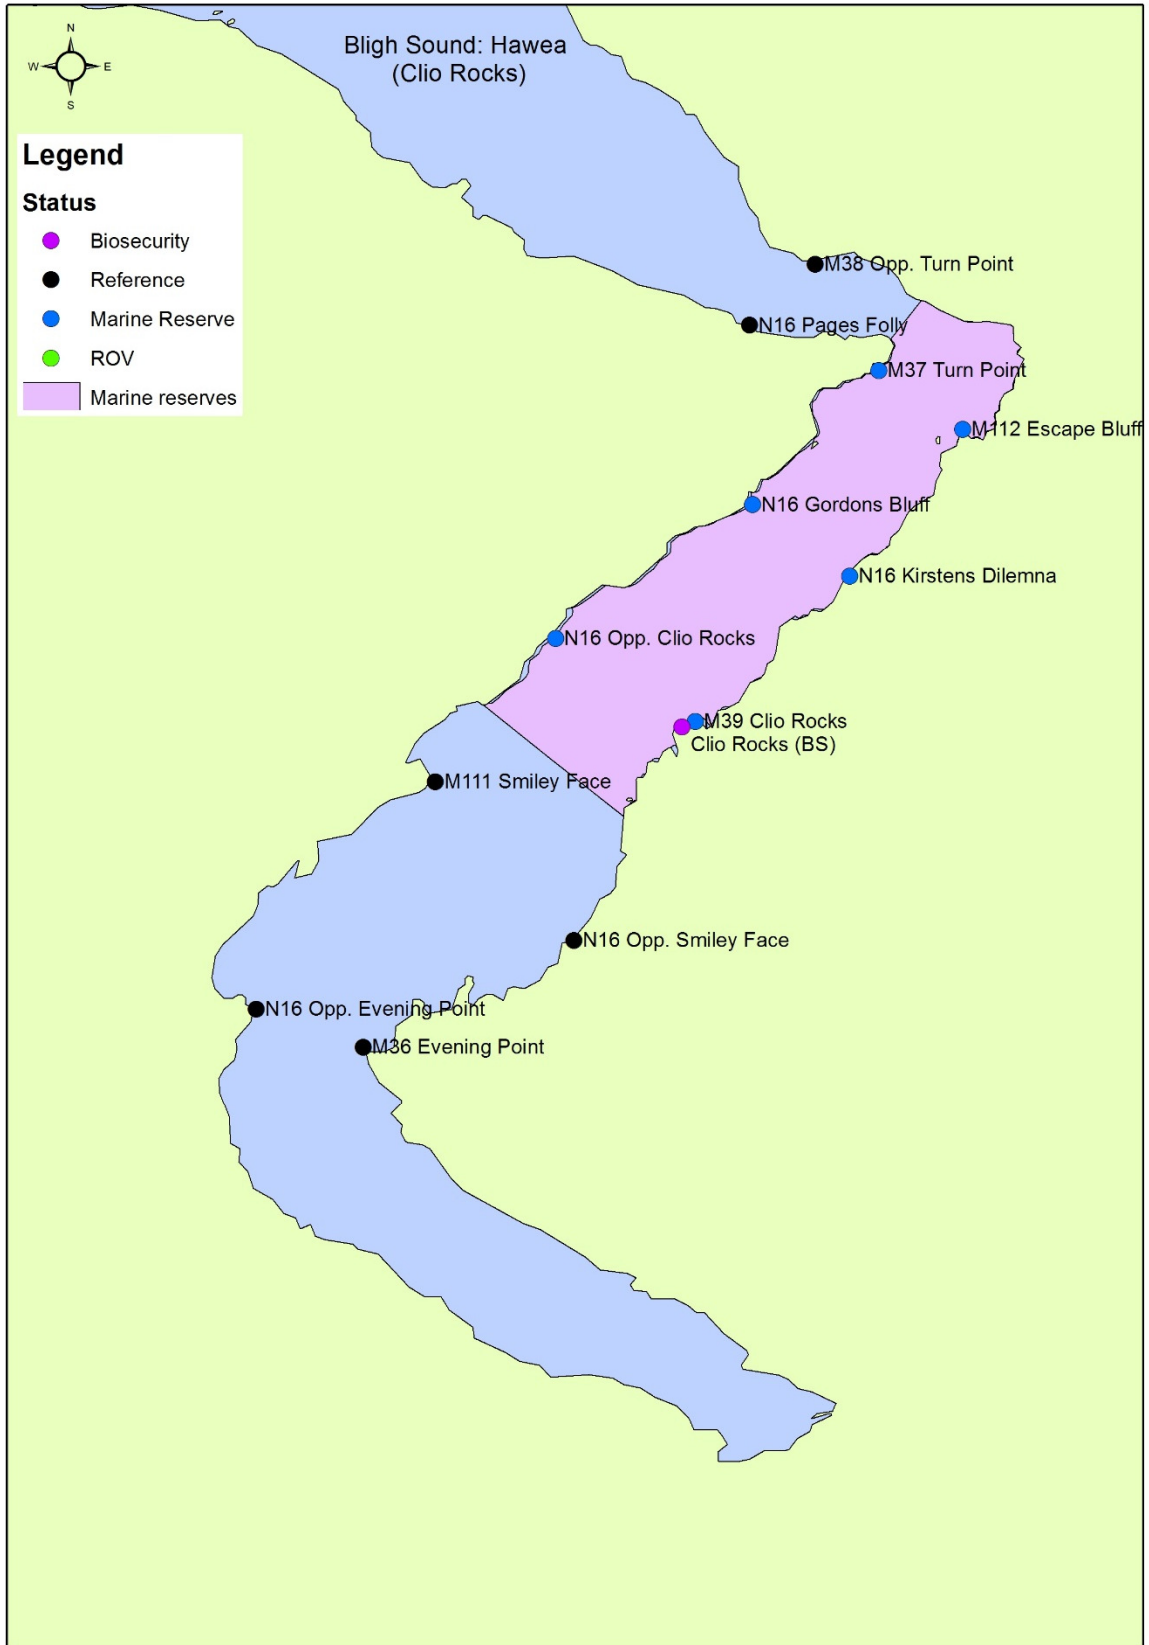 Bligh Sound: Hawea
(Clio Rocks)
N
W E
S
Legend
Status
Biosecurity
Reference
Marine Reserve
ROV
Marine reserves
M38 Opp. Turn Point
N16 Pages Folly
M37 Turn Point
M112 Escape Bluff
N16 Gordons Bluff
N16 Kirstens Dilemna
N16 Opp. Clio Rocks
M39 Clio Rocks
Clio Rocks (BS)
M111 Smiley Face
N16 Opp. Smiley Face
N16 Opp. Evening Point
M36 Evening Point